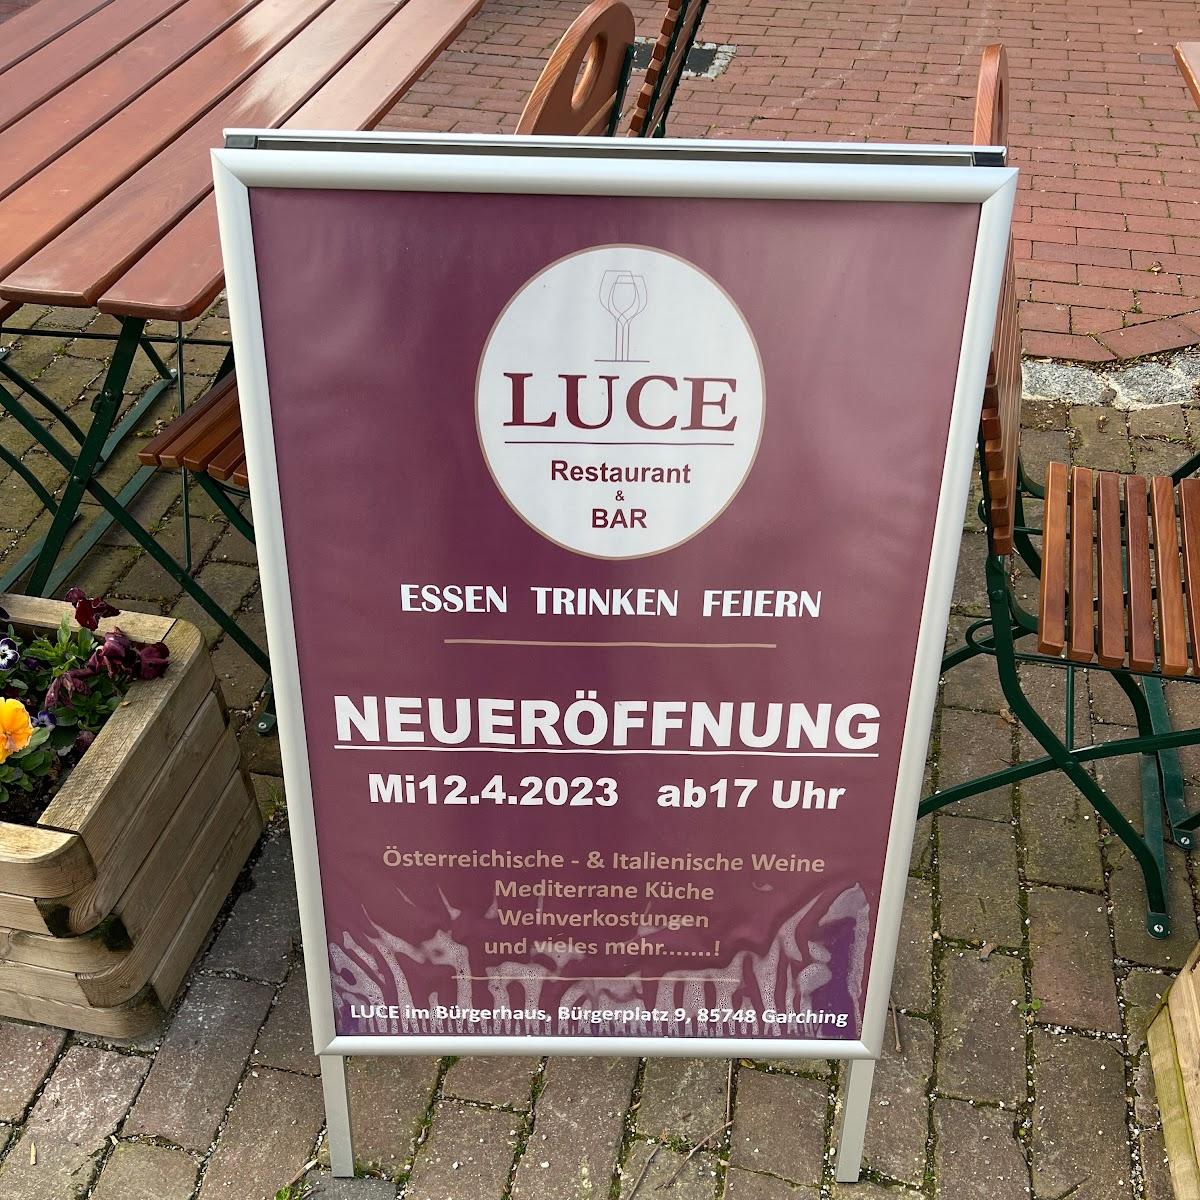 LUCE
Restaurant
&
BAR
ESSEN TRINKEN FEIERN
NEUERÖFFNUNG
Mi12.4.2023 ab17 Uhr
Österreichische - & Italienische Weine
Mediterrane Küche
Weinverkostungen
und vieles mehr.......!
LUCE im Bürgerhaus, Bürgerplatz 9, 85748 Garching